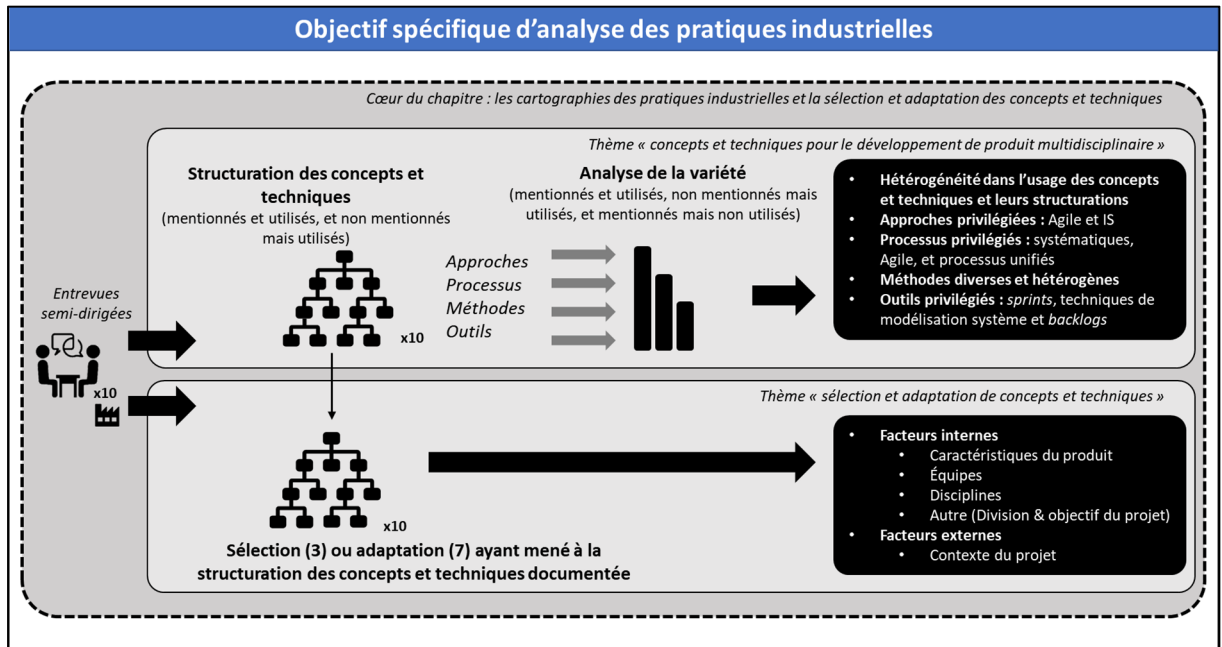 Objectif spécifique d'analyse des pratiques industrielles
Cœur du chapitre : les cartographies des pratiques industrielles et la sélection et adaptation des concepts et techniques
Thème « concepts et techniques pour le développement de produit multidisciplinaire »
Structuration des concepts et
techniques
(mentionnés et utilisés, et non mentionnés
mais utilisés)
x10
Analyse de la variété
(mentionnés et utilisés, non mentionnés mais
utilisés, et mentionnés mais non utilisés)
Approches
Processus
Méthodes
Outils
• Hétérogénéité dans l'usage des concepts
et techniques et leurs structurations
• Approches privilégiées : Agile et IS
• Processus privilégiés : systématiques,
Agile, et processus unifiés
• Méthodes diverses et hétérogènes
• Outils privilégiés : sprints, techniques de
modélisation système et backlogs
Entrevues
semi-dirigées
x10
Thème « sélection et adaptation de concepts et techniques »
x10
Sélection (3) ou adaptation (7) ayant mené à la
structuration des concepts et techniques documentée
• Facteurs internes
• Caractéristiques du produit
• Équipes
• Disciplines
• Autre (Division & objectif du projet)
• Facteurs externes
• Contexte du projet